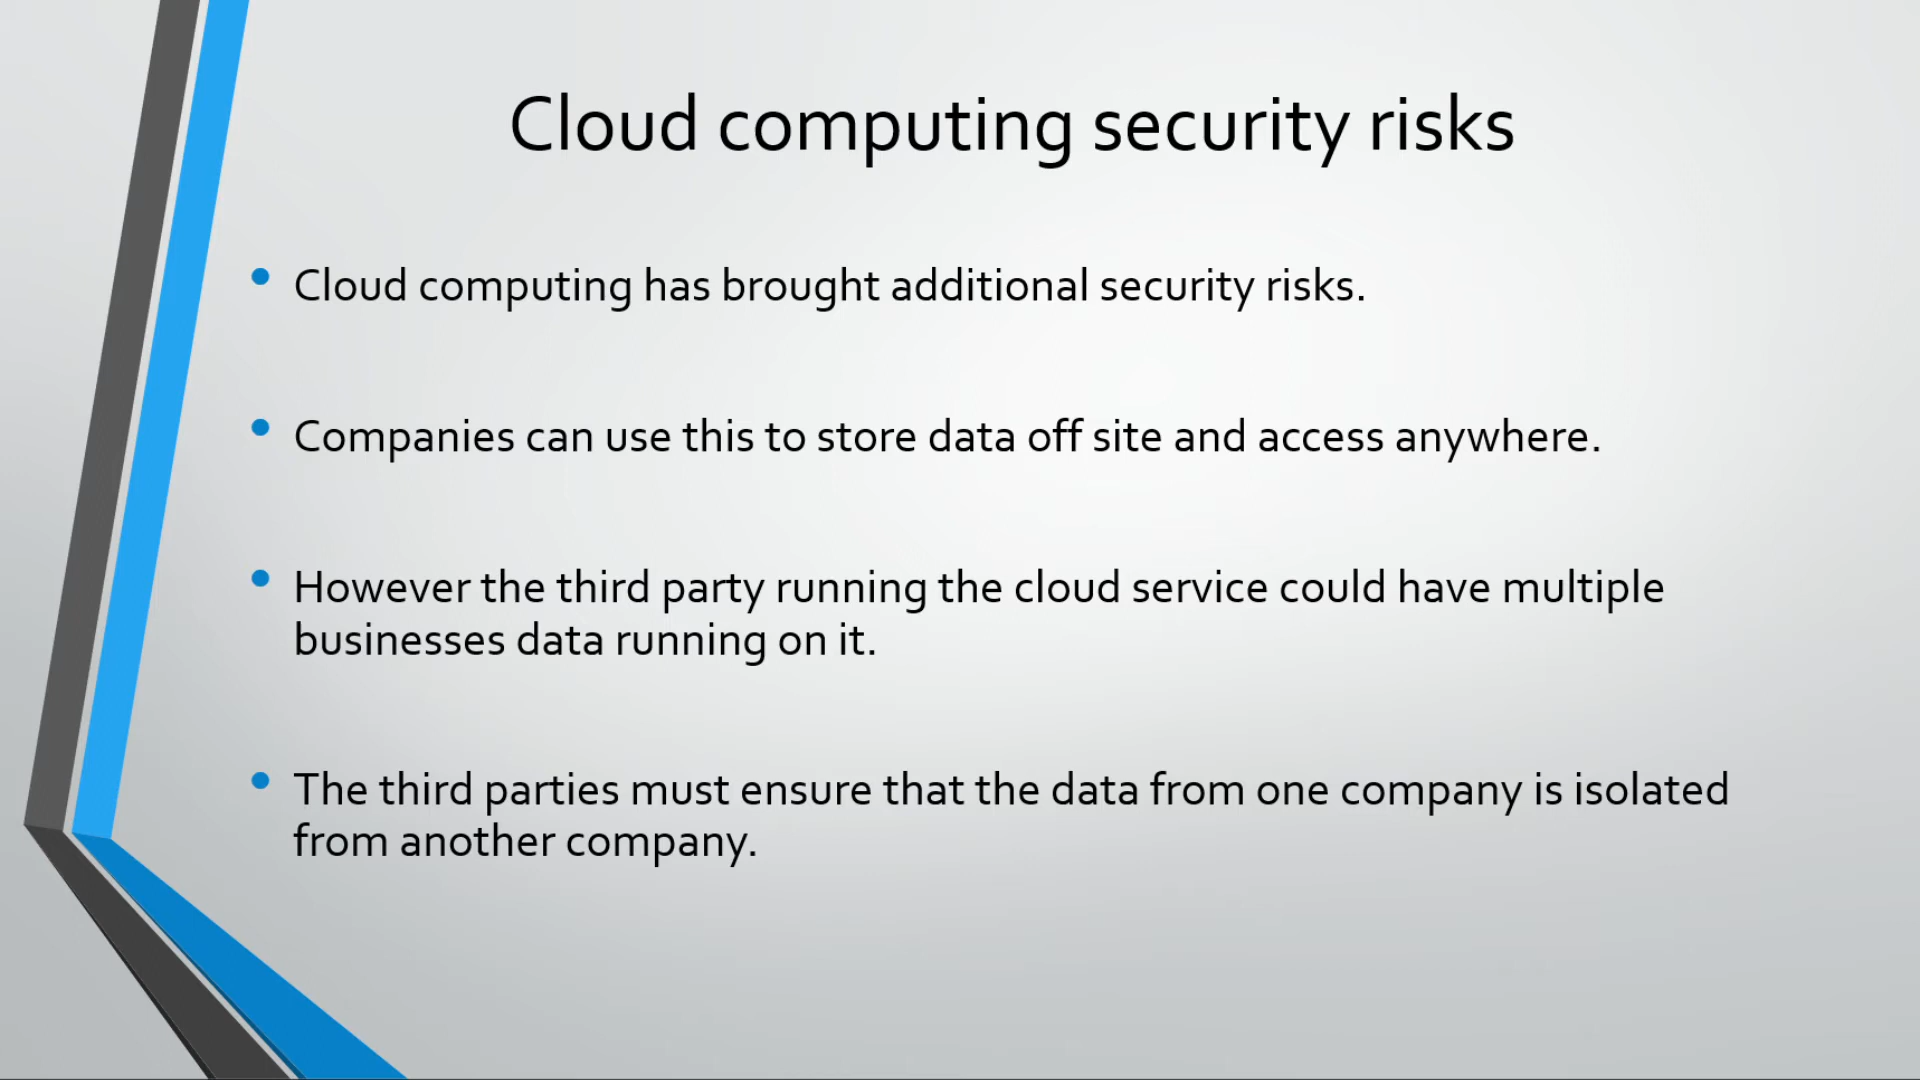 Cloud computing security risks
• Cloud computing has brought additional security risks.
• Companies can use this to store data off site and access anywhere.
• However the third party running the cloud service could have multiple
businesses data running on it.
• The third parties must ensure that the data from one company is isolated
from another company.